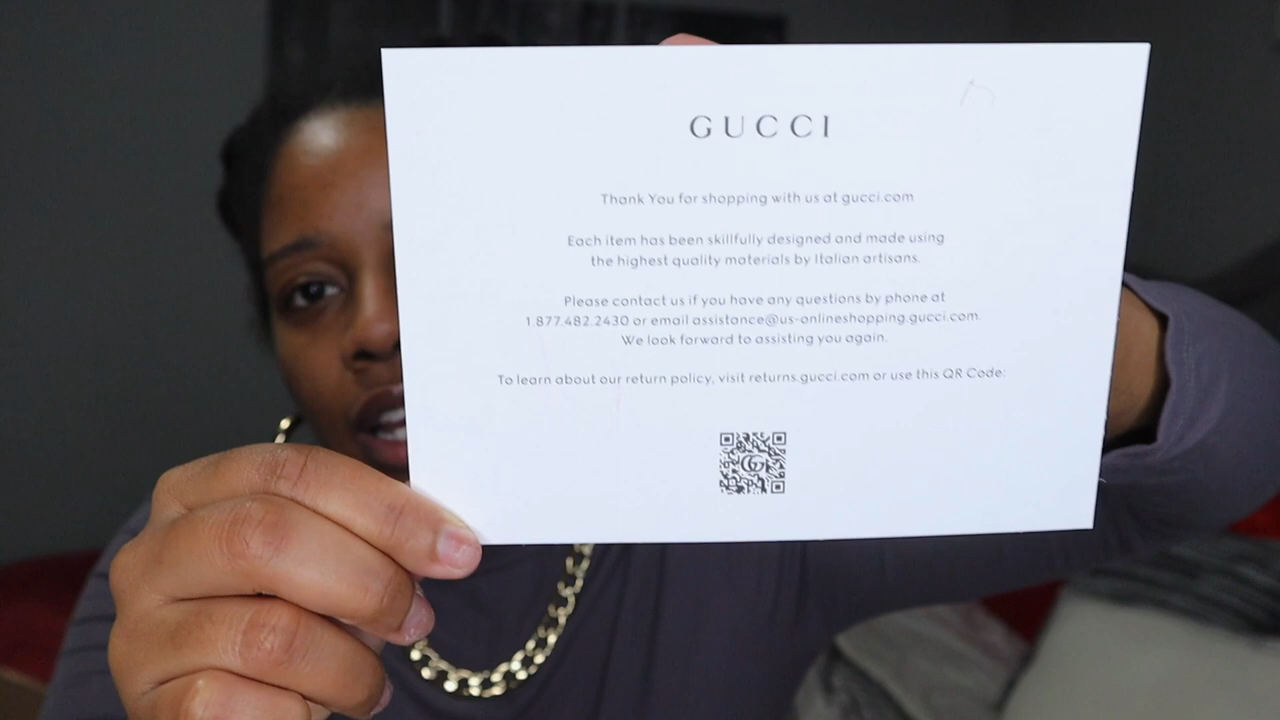 GUCCI
Thank You for shopping with us at gucci.com
Each item has been skillfully designed and made using
the highest quality materials by Italian artisans.
Please contact us if you have any questions by phone at
1.877.482.2430 or email assistance@us-onlineshopping.gucci.com.
We look forward to assisting you again.
To learn about our return policy, visit returns.gucci.com or use this QR Code:
GG